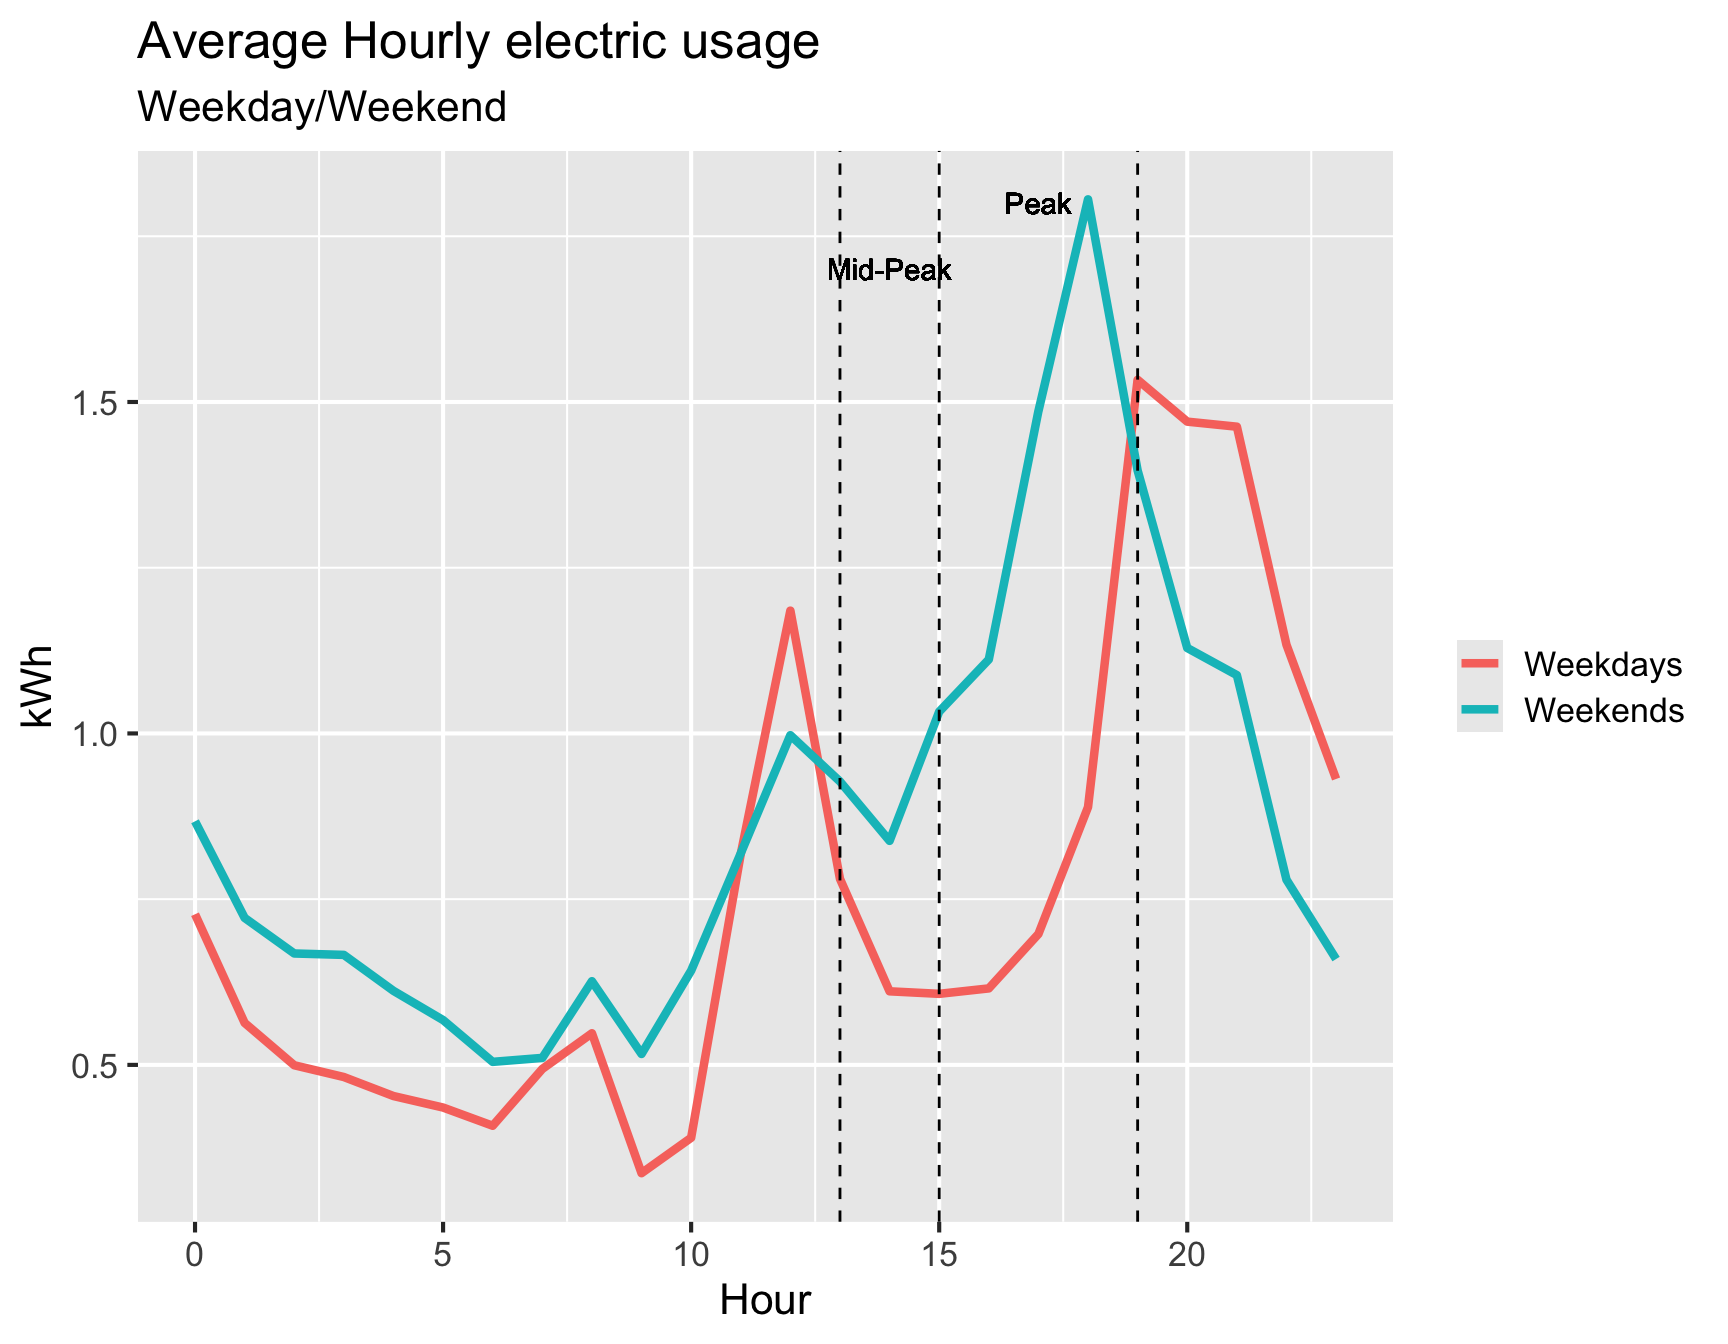 Average Hourly electric usage
Weekday/Weekend
Peak
Mid-Peak
1.5
1.0
0.5
kWh
Weekdays
Weekends
0 5 10 15 20
Hour